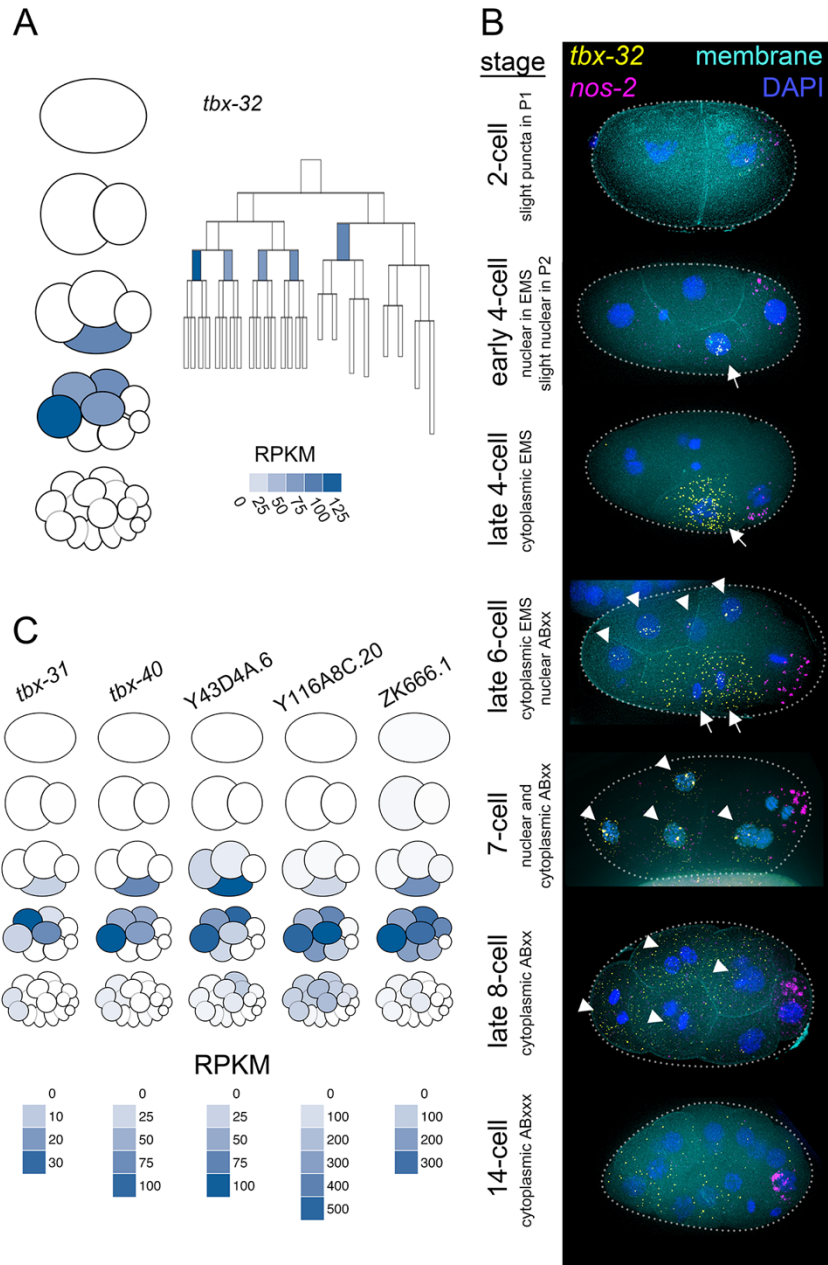 A
tbx-32
RPKM
0
25
50
75
100
125
B
stage
tbx-32 membrane
nos-2 DAPI
2-cell
slight puncta in P1
early 4-cell
nuclear in EMS
slight nuclear in P2
late 4-cell
cytoplasmic EMS
late 6-cell
cytoplasmic EMS
nuclear ABxx
7-cell
nuclear and
cytoplasmic ABxx
late 8-cell
cytoplasmic ABxx
14-cell
cytoplasmic ABxxx
C
tbx-31
tbx-40
Y43D4A.6
Y116A8C.20
ZK666.1
RPKM
0
10
20
30
0
25
50
75
100
0
25
50
75
100
0
100
200
300
400
500
0
100
200
300